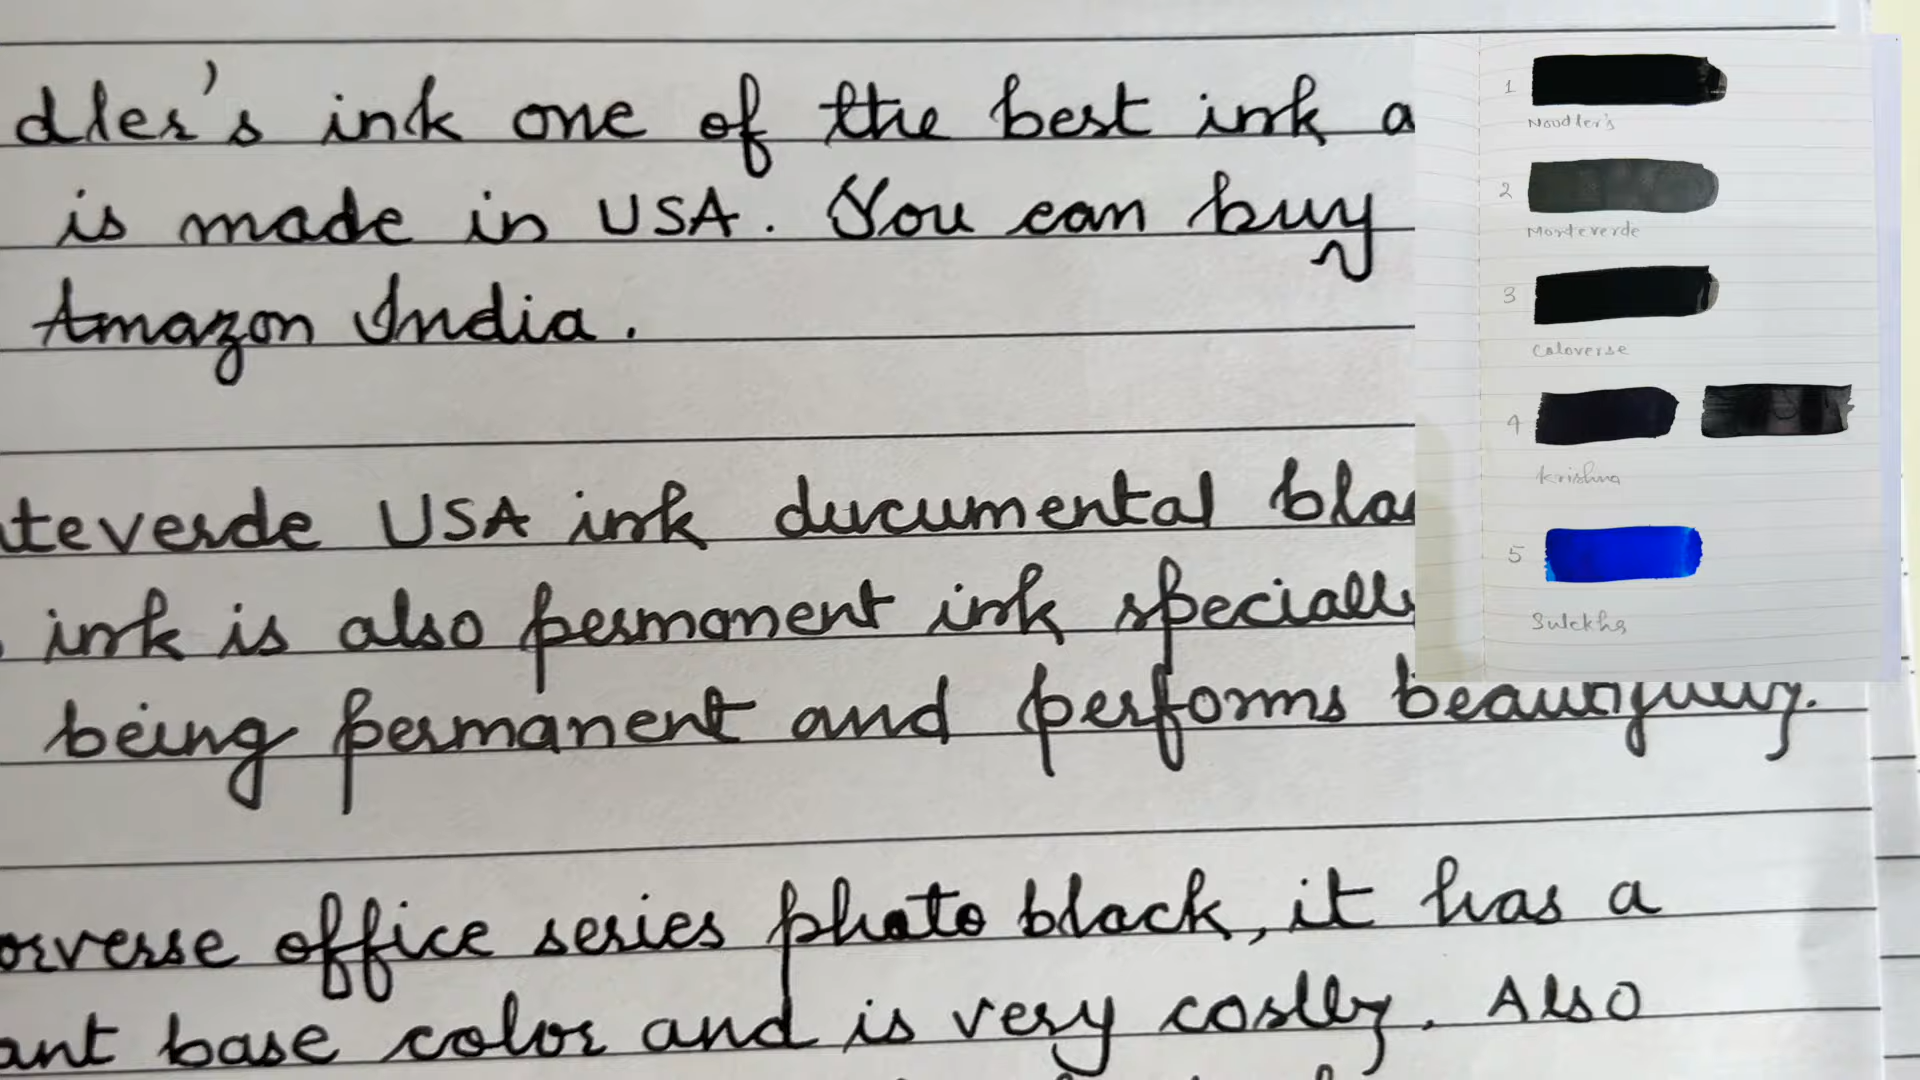 dler's ink one of the best ink a
is made in USA. You can buy
Amazon India.
teverde USA ink ducumental bla
ink is also permanent ink speciall
being permanent and performs beautifully.
orverse office series photo black, it has a
ant base color and is very costly. Also
1
Noodler's
2
Monteverde
3
Coloverse
4
Krishna
5
Sulekha